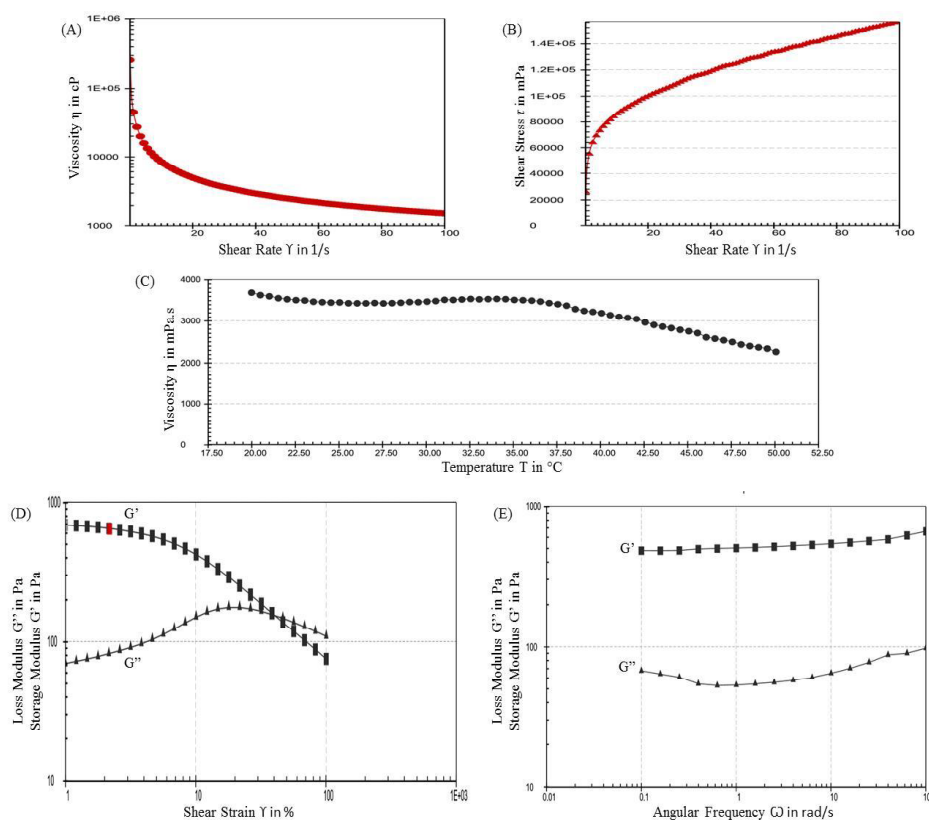 (A)
1E+06
1E+05
10000
1000
Viscosity η in cP
20 40 60 80 100
Shear Rate ϒ in 1/s
(B)
1.4E+05
1.2E+05
1E+05
80000
60000
40000
20000
0
Shear Stress τ in mPa
20 40 60 80 100
Shear Rate ϒ in 1/s
(C)
4000
3000
2000
0
Viscosity η in mPa.s
17.50 20.00 22.50 25.00 27.50 30.00 32.50 35.00 37.50 40.00 42.50 45.00 47.50 50.00 52.50
Temperature T in °C
(D)
1000
100
10
Loss Modulus G’’ in Pa
Storage Modulus G’ in Pa
G’
G”
1 10 100 1E+03
Shear Strain ϒ in %
(E)
1000
100
10
Loss Modulus G’’ in Pa
Storage Modulus G’ in Pa
G’
G”
0.01 0.1 1 10 10
Angular Frequency ω in rad/s